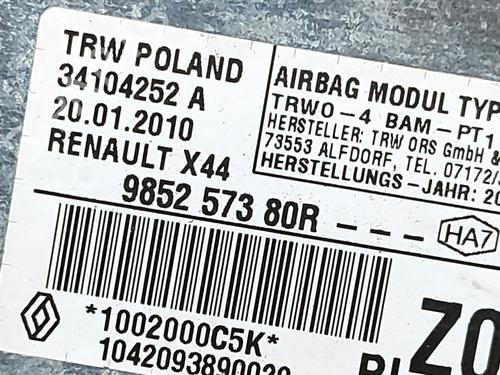 TRW POLAND
34104252 A
20.01.2010
RENAULT X44
AIRBAG MODUL TYP
TRWO-4 BAM-PT1
HERSTELLER: TRW ORS GmbH &
73553 ALFDORF, TEL. 07172/
HERSTELLUNGS-JAHR:
9852 573 80R - - -
HA7
*1002000C5K*